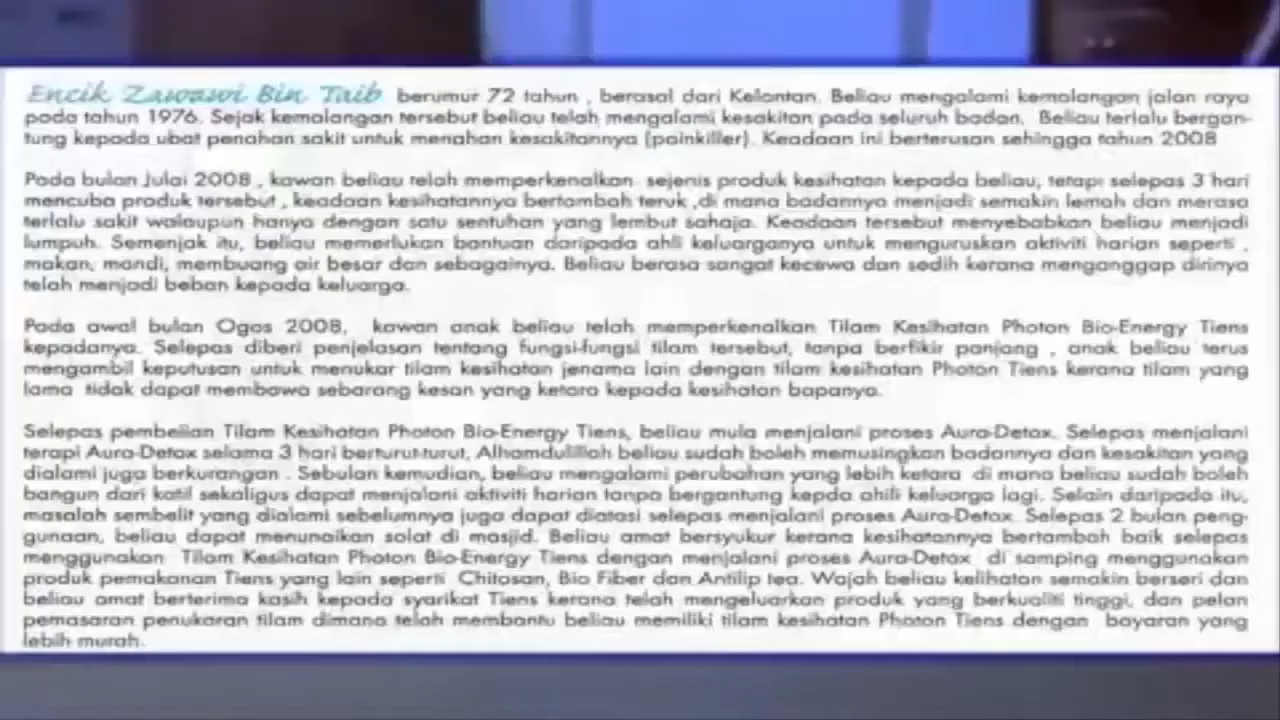 Encik Zawawi Bin Taib berumur 72 tahun , berasal dari Kelantan. Beliau mengalami kemalangan jalan raya
pada tahun 1976. Sejak kemalangan tersebut beliau telah mengalami kesakitan pada seluruh badan. Beliau terlalu bergan-
tung kepada ubat penahan sakit untuk menahan kesakitannya (painkiller). Keadaan ini berterusan sehingga tahun 2008
Pada bulan Julai 2008 , kawan beliau telah memperkenalkan sejenis produk kesihatan kepada beliau, tetapi selepas 3 hari
mencuba produk tersebut , keadaan kesihatannya bertambah teruk ,di mana badannya menjadi semakin lemah dan merasa
terlalu sakit walaupun hanya dengan satu sentuhan yang lembut sahaja. Keadaan tersebut menyebabkan beliau menjadi
lumpuh. Semenjak itu, beliau memerlukan bantuan daripada ahli keluarganya untuk menguruskan aktiviti harian seperti ,
makan, mandi, membuang air besar dan sebagainya. Beliau berasa sangat kecewa dan sedih kerana menganggap dirinya
telah menjadi beban kepada keluarga.
Pada awal bulan Ogos 2008, kawan anak beliau telah memperkenalkan Tilam Kesihatan Photon Bio-Energy Tiens
kepadanya. Selepas diberi penjelasan tentang fungsi-fungsi tilam tersebut, tanpa berfikir panjang , anak beliau terus
mengambil keputusan untuk menukar tilam kesihatan jenama lain dengan tilam kesihatan Photon Tiens kerana tilam yang
lama tidak dapat membawa sebarang kesan yang ketara kepada kesihatan bapanya.
Selepas pembelian Tilam Kesihatan Photon Bio-Energy Tiens, beliau mula menjalani proses Aura-Detox. Selepas menjalani
terapi Aura-Detox selama 3 hari berturut-turut, Alhamdulillah beliau sudah boleh memusingkan badannya dan kesakitan yang
dialami juga berkurangan . Sebulan kemudian, beliau mengalami perubahan yang lebih ketara di mana beliau sudah boleh
bangun dari katil sekaligus dapat menjalani aktiviti harian tanpa bergantung kepda ahili keluarga lagi. Selain daripada itu,
masalah sembelit yang dialami sebelumnya juga dapat diatasi selepas menjalani proses Aura-Detox. Selepas 2 bulan peng-
gunaan, beliau dapat menunaikan solat di masjid. Beliau amat bersyukur kerana kesihatannya bertambah baik selepas
menggunakan Tilam Kesihatan Photon Bio-Energy Tiens dengan menjalani proses Aura-Detox di samping menggunakan
produk pemakanan Tiens yang lain seperti Chitosan, Bio Fiber dan Antilip tea. Wajah beliau kelihatan semakin berseri dan
beliau amat berterima kasih kepada syarikat Tiens kerana telah mengeluarkan produk yang berkualiti tinggi, dan pelan
pemasaran penukaran tilam dimana telah membantu beliau memiliki tilam kesihatan Photon Tiens dengan bayaran yang
lebih murah.